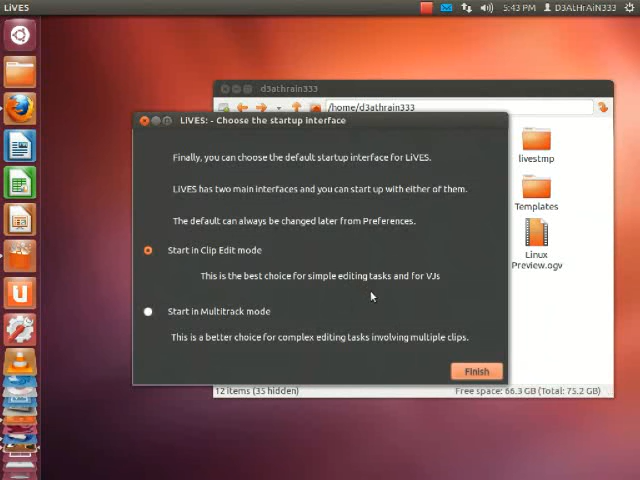 LiVES
5:43 PM
D3AtHrAiN333
d3athrain333
/home/d3athrain333
LiVES: - Choose the startup interface
Finally, you can choose the default startup interface for LiVES.
LiVES has two main interfaces and you can start up with either of them.
The default can always be changed later from Preferences.
Start in Clip Edit mode
This is the best choice for simple editing tasks and for VJs
Start in Multitrack mode
This is a better choice for complex editing tasks involving multiple clips.
Finish
livestmp
Templates
Linux
Preview.ogv
12 items (35 hidden)
Free space: 66.3 GB (Total: 75.2 GB)